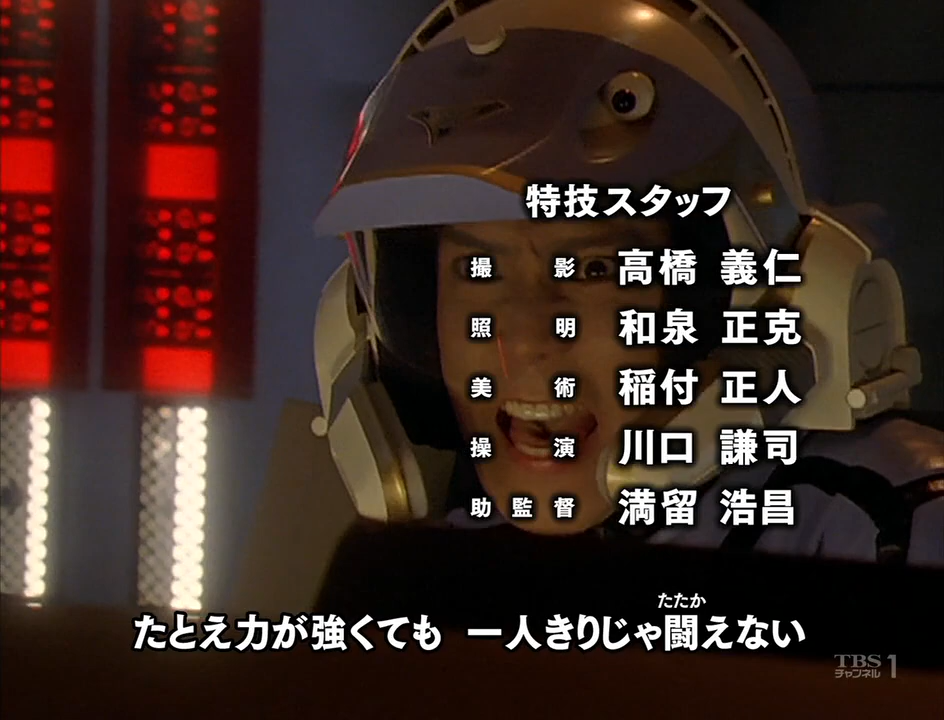 特技スタッフ
撮影 高橋 義仁
照明 和泉 正克
美術 稲付 正人
操演 川口 謙司
助監督 満留 浩昌
たたか
たとえ力が強くても 一人きりじゃ闘えない
TBS
チャンネル1